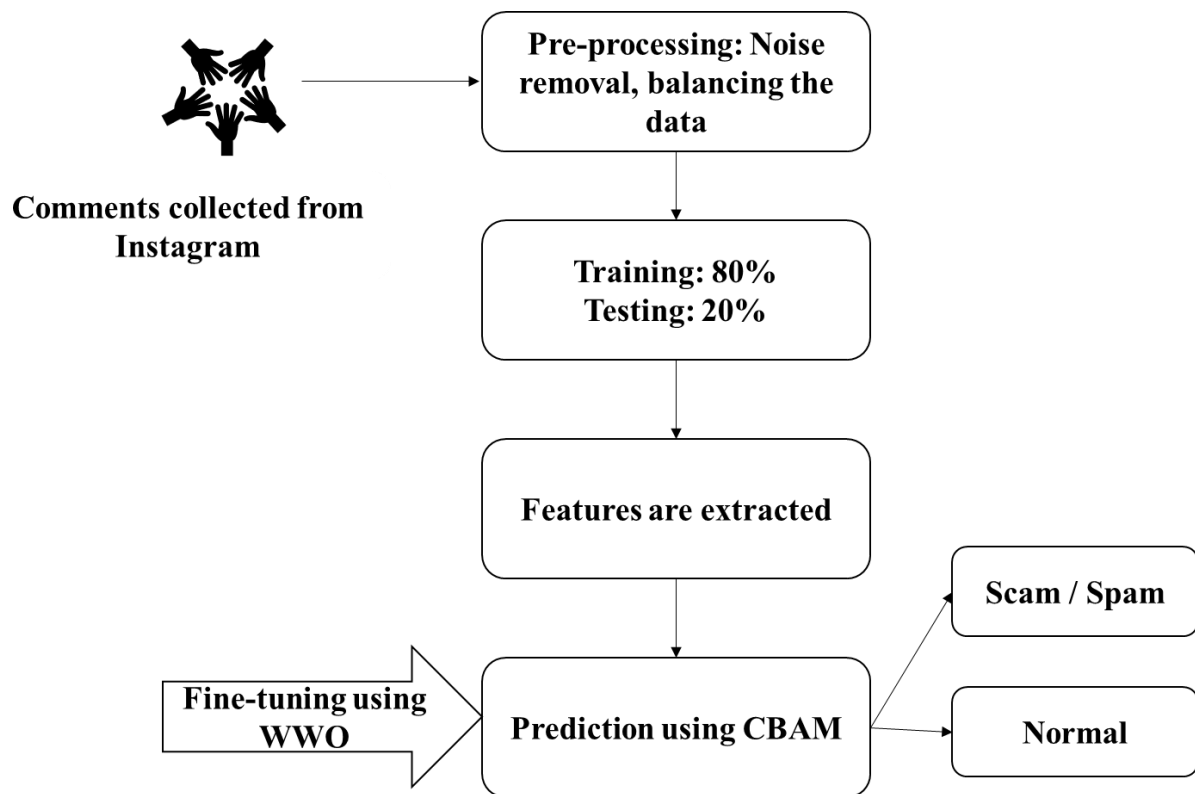 Pre-processing: Noise
removal, balancing the
data
Comments collected from
Instagram
Training: 80%
Testing: 20%
Features are extracted
Scam / Spam
Fine-tuning using
WWO
Prediction using CBAM
Normal